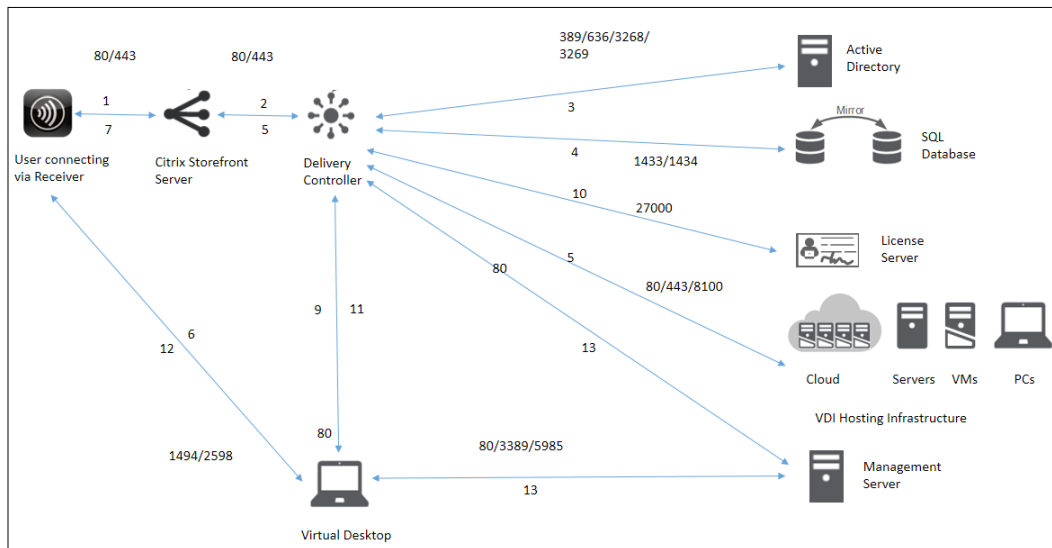 389/636/3268/
3269
80/443
80/443
Active
Directory
1
2
3
7
5
Mirror
SQL
Database
User connecting
via Receiver
Citrix Storefront
Server
Delivery
Controller
4
1433/1434
10
27000
License
Server
5
80
80/443/8100
9
11
6
12
13
Cloud
Servers
VMs
PCs
VDI Hosting Infrastructure
80
80/3389/5985
1494/2598
13
Management
Server
Virtual Desktop